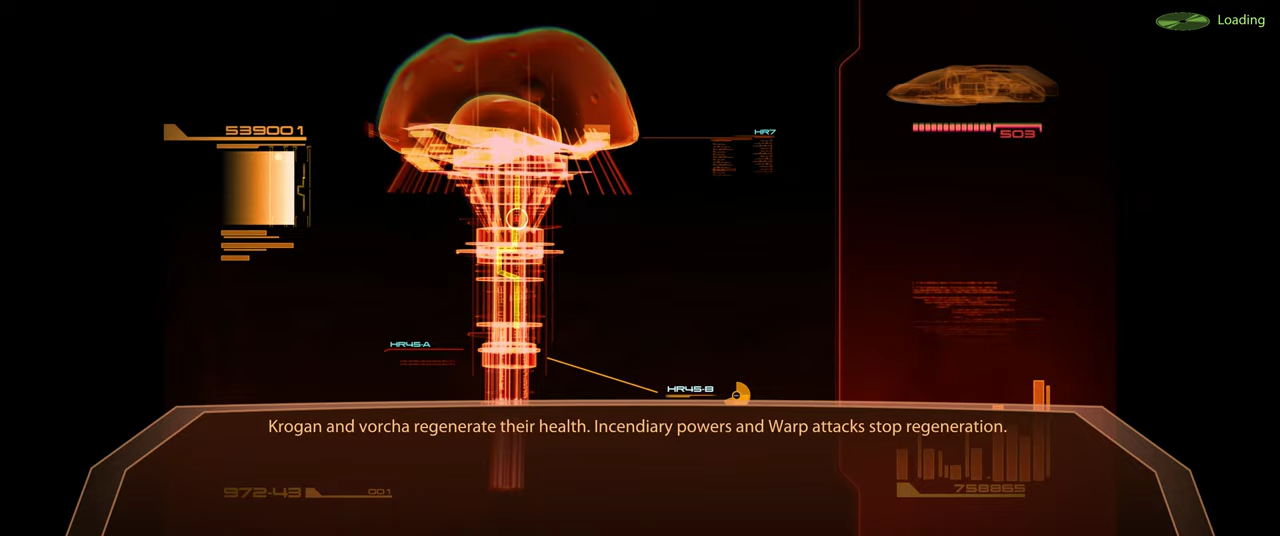 Loading
539001
HR7
503
HR45-A
HR45-B
Krogan and vorcha regenerate their health. Incendiary powers and Warp attacks stop regeneration.
972-43
001
758865